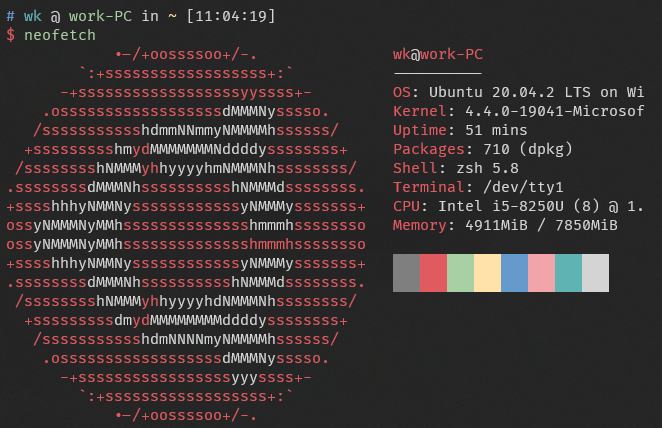 # wk @ work-PC in ~ [11:04:19]
$ neofetch
•—/+oossssoo+/-.
`:+ssssssssssssssssss+:`
-+ssssssssssssssssssyyssss+-
.ossssssssssssssssssdMMMNysssso.
/ssssssssssshdmmNNmmyNMMMMhssssss/
+ssssssssshmydMMMMMMMNddddyssssssss+
/sssssssshNMMMyhhyyyyhmNMMMNhssssssss/
.ssssssssdMMMNhsssssssssshNMMMdssssssss.
+sssshhhyNMMNyssssssssssssyNMMMysssssss+
ossyNMMMNyMMhsssssssssssssshmmmhssssssso
ossyNMMMNyMMhsssssssssssssshmmmhssssssso
+sssshhhyNMMNyssssssssssssyNMMMysssssss+
.ssssssssdMMMNhsssssssssshNMMMdssssssss.
/sssssssshNMMMyhhyyyyhdNMMMNhssssssss/
+sssssssssdmydMMMMMMMMddddyssssssss+
/ssssssssssshdmNNNNmyNMMMMhssssss/
.ossssssssssssssssssdMMMNysssso.
-+sssssssssssssssssyyyssss+-
`:+ssssssssssssssssss+:`
•—/+oossssoo+/-.
wk@work-PC
----------
OS: Ubuntu 20.04.2 LTS on Wi
Kernel: 4.4.0-19041-Microsof
Uptime: 51 mins
Packages: 710 (dpkg)
Shell: zsh 5.8
Terminal: /dev/tty1
CPU: Intel i5-8250U (8) @ 1.
Memory: 4911MiB / 7850MiB